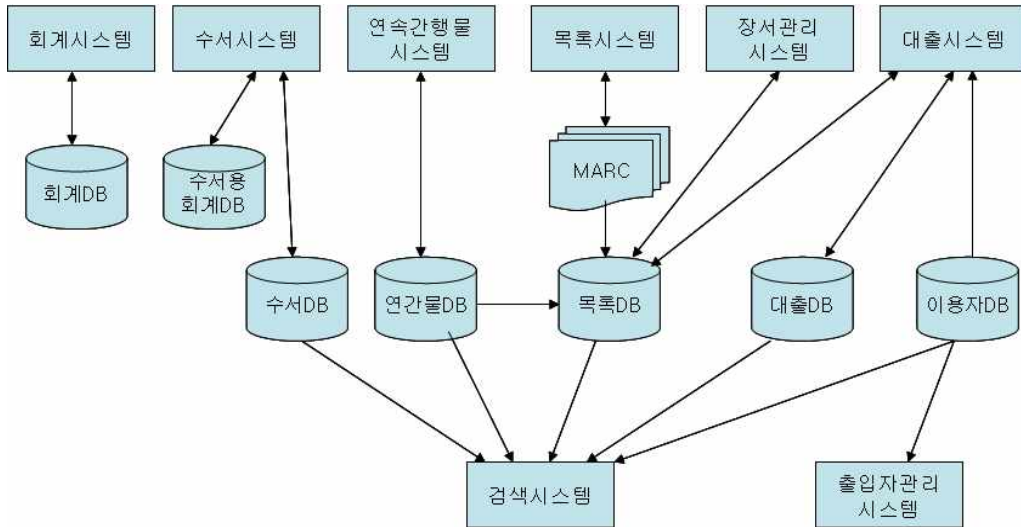 회계시스템
수서시스템
연속간행물
시스템
목록시스템
장서관리
시스템
대출시스템
회계DB
수서용
회계DB
MARC
수서DB
연간물DB
목록DB
대출DB
이용자DB
검색시스템
출입자관리
시스템